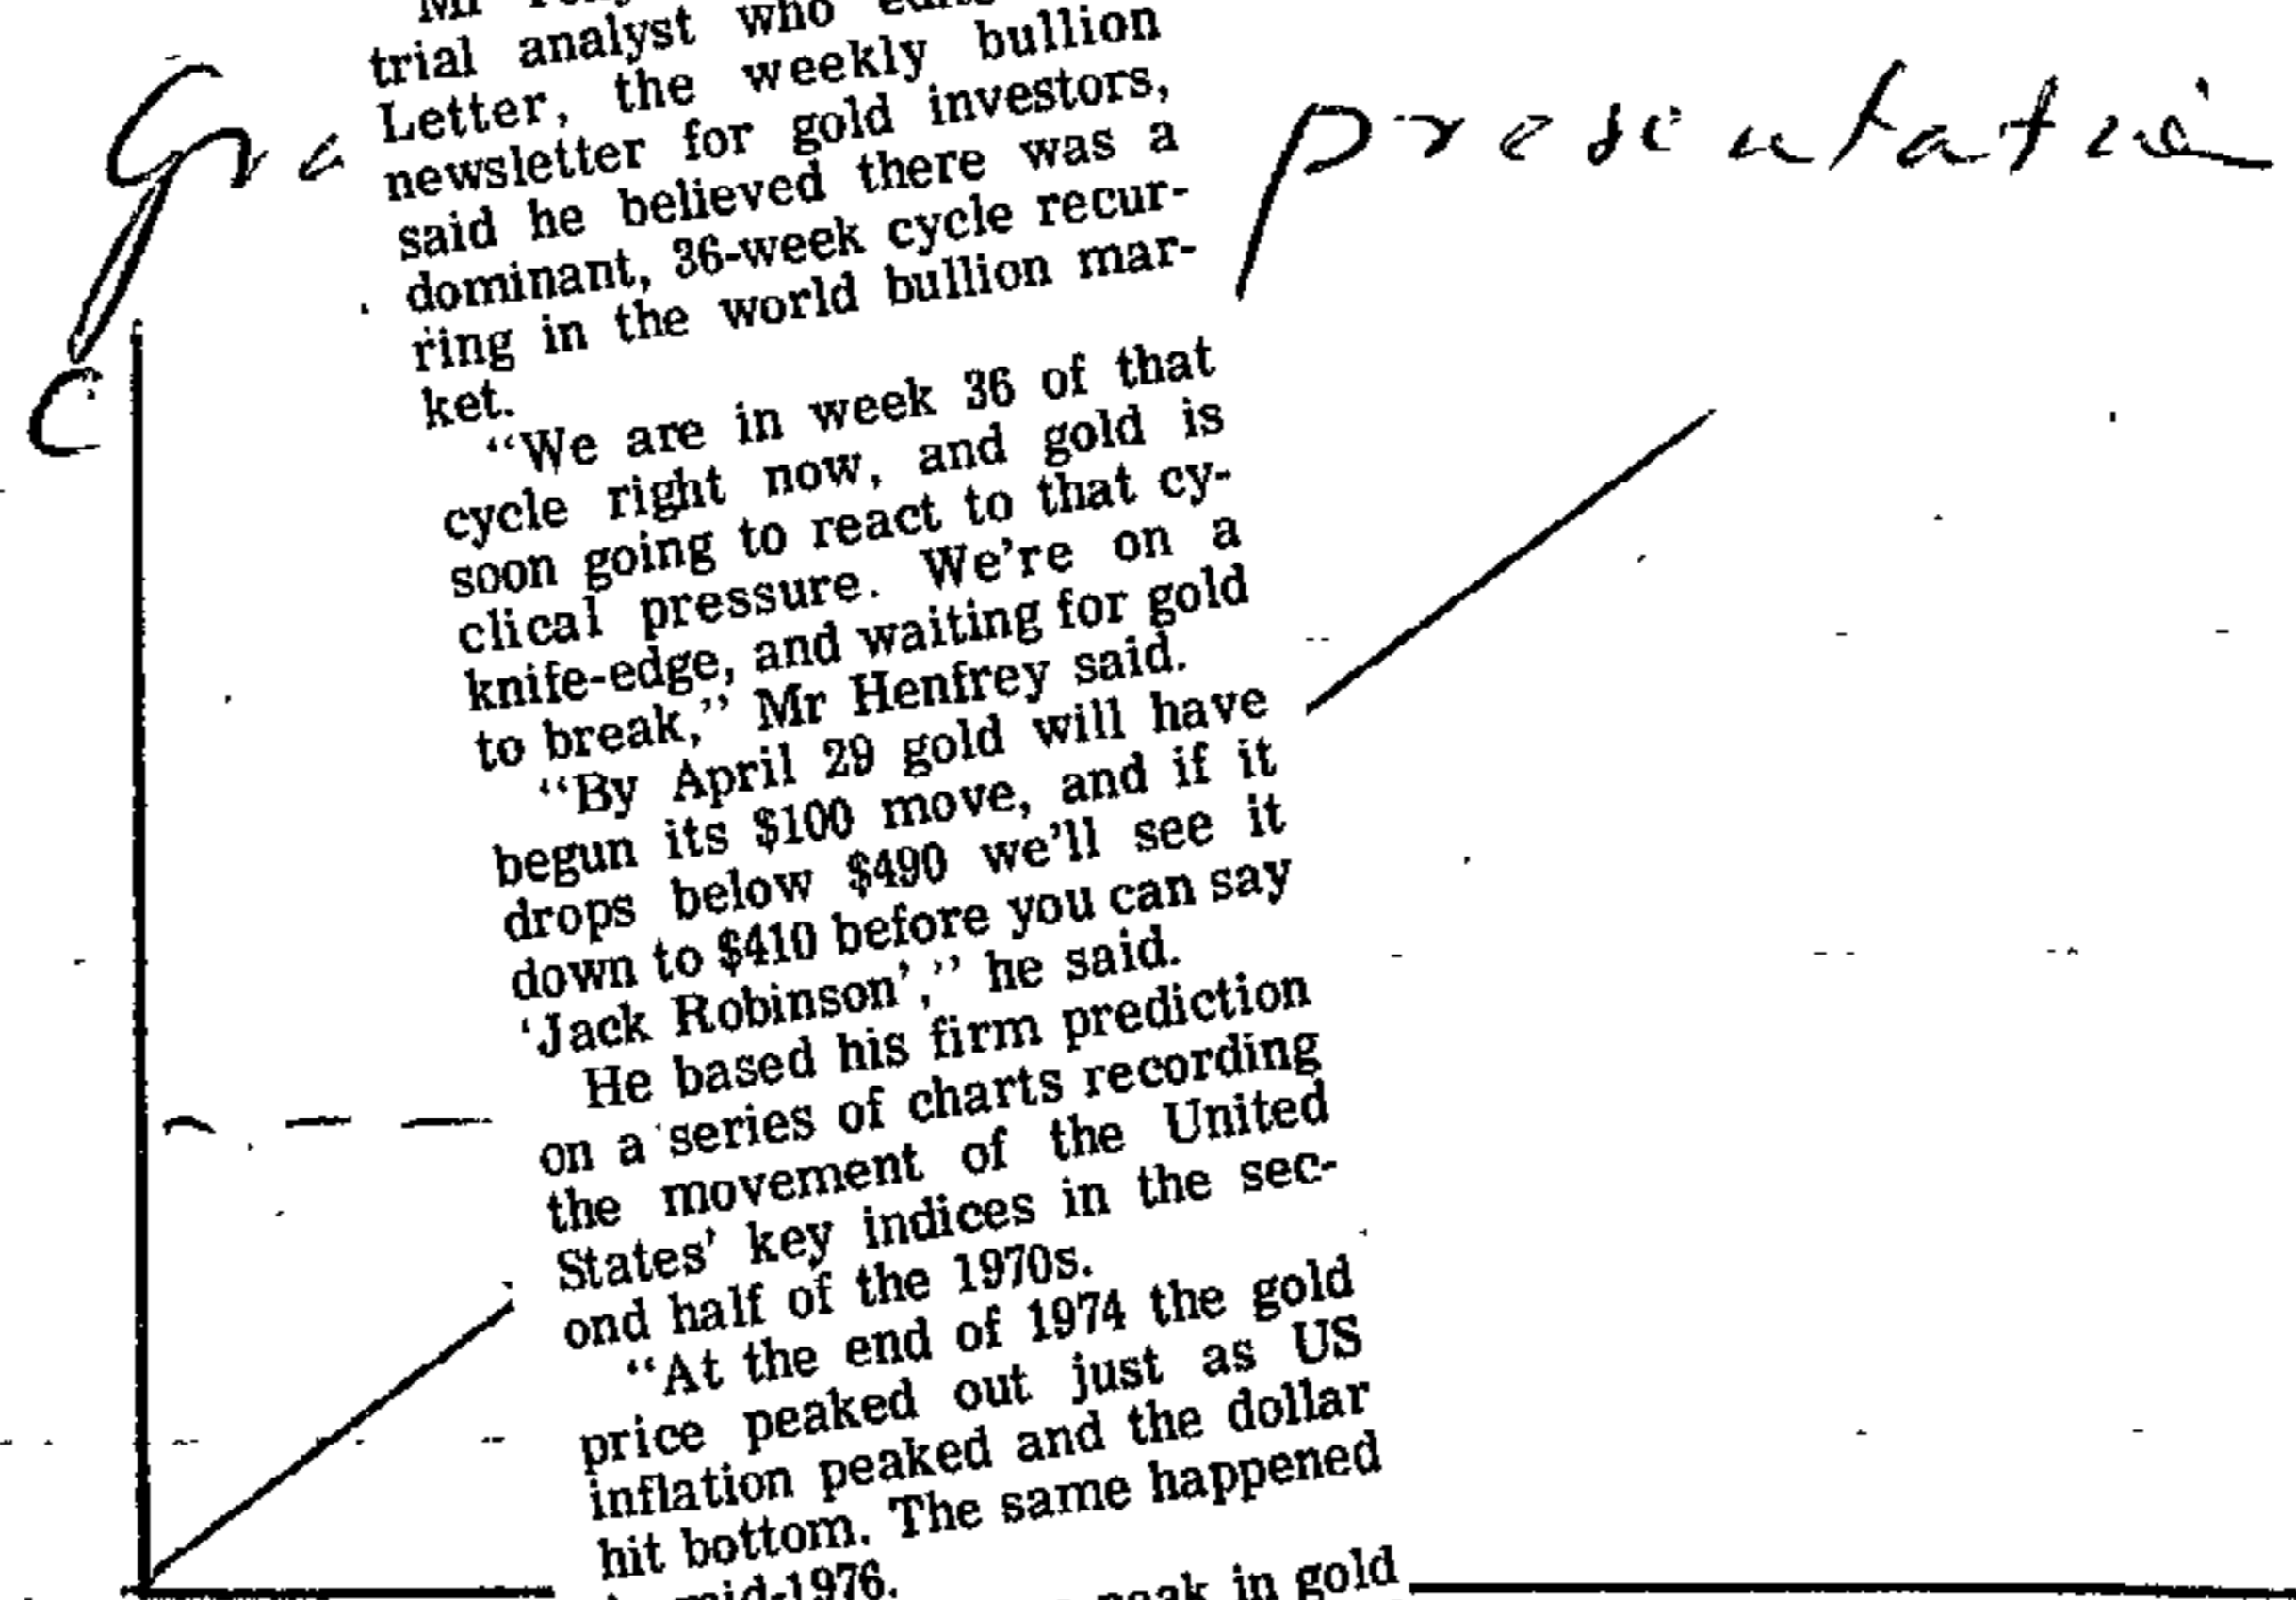 Gra
presentatie
C
Mr
trial analyst who
Letter, the weekly bullion
newsletter for gold investors,
said he believed there was a
dominant, 36-week cycle recur-
ring in the world bullion mar-
ket.
“We are in week 36 of that
cycle right now, and gold is
soon going to react to that cy-
clical pressure. We're on a
knife-edge, and waiting for gold
to break,” Mr Henfrey said.
“By April 29 gold will have
begun its $100 move, and if it
drops below $490 we'll see it
down to $410 before you can say
‘Jack Robinson’,” he said.
He based his firm prediction
on a series of charts recording
the movement of the United
States' key indices in the sec-
ond half of the 1970s.
“At the end of 1974 the gold
price peaked out just as US
inflation peaked and the dollar
hit bottom. The same happened
mid-1976.
in gold